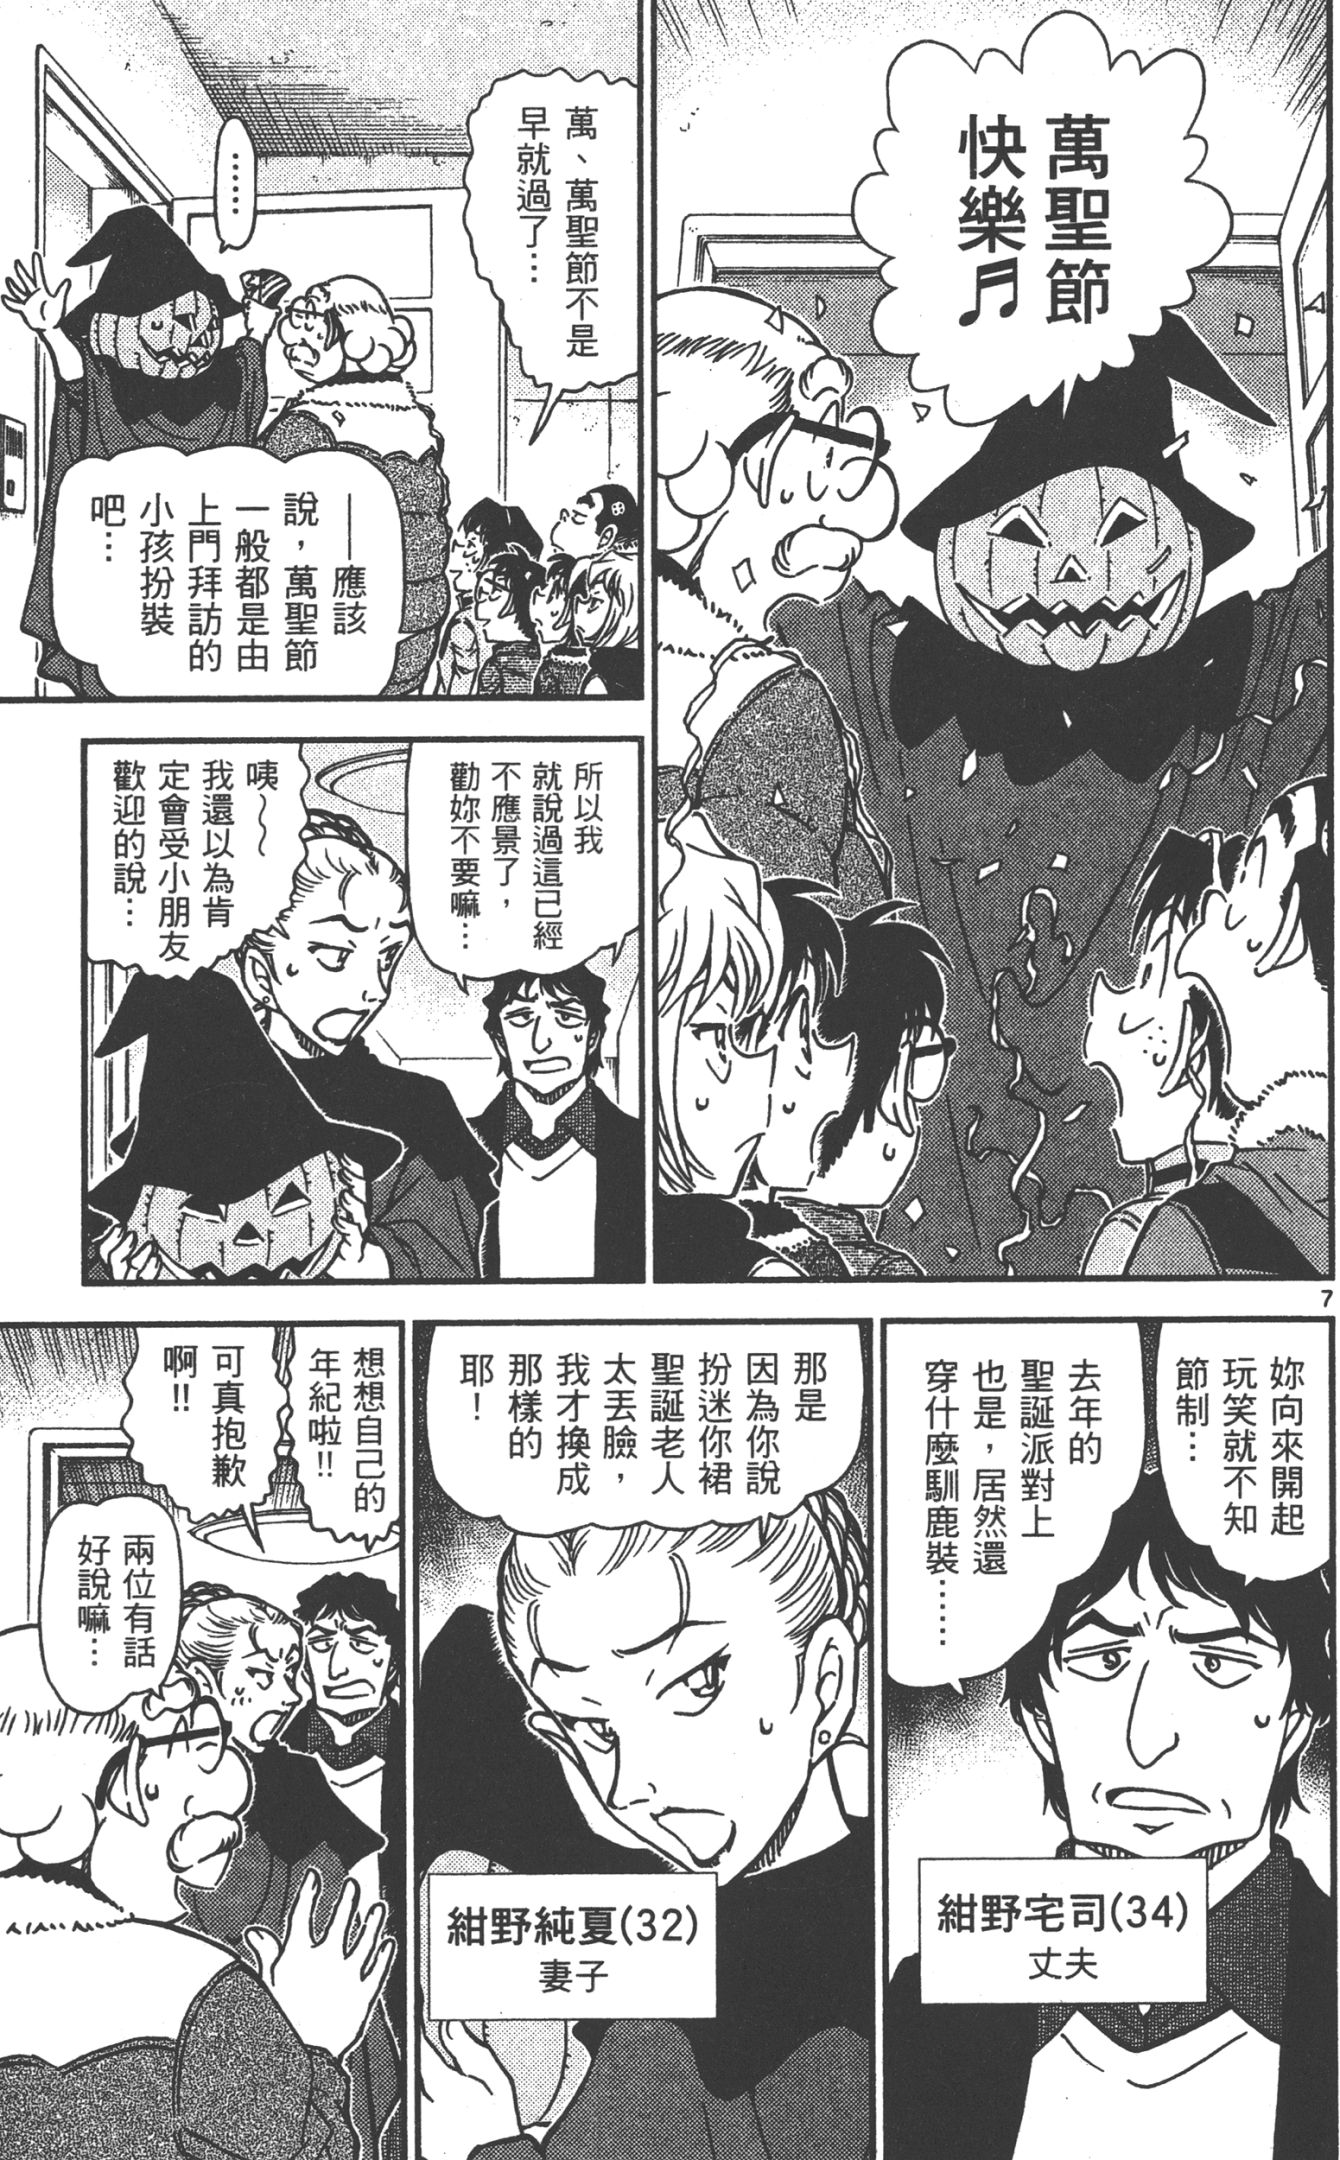 萬聖節
快樂♬
萬、萬聖節不是
早就過了…
……
——應該
說，萬聖節
一般都是由
上門拜訪的
小孩扮裝
吧…
所以我
就說過這已經
不應景了，
勸妳不要嘛…
咦～
我還以為肯
定會受小朋友
歡迎的說…
7
妳向來開起
玩笑就不知
節制…
去年的
聖誕派對上
也是，居然還
穿什麼馴鹿裝……
紺野宅司(34)
丈夫
那是
因為你說
扮迷你裙
聖誕老人
太丟臉，
我才換成
那樣的
耶！
紺野純夏(32)
妻子
想想自己的
年紀啦!!
可真抱歉
啊!!
兩位有話
好說嘛…